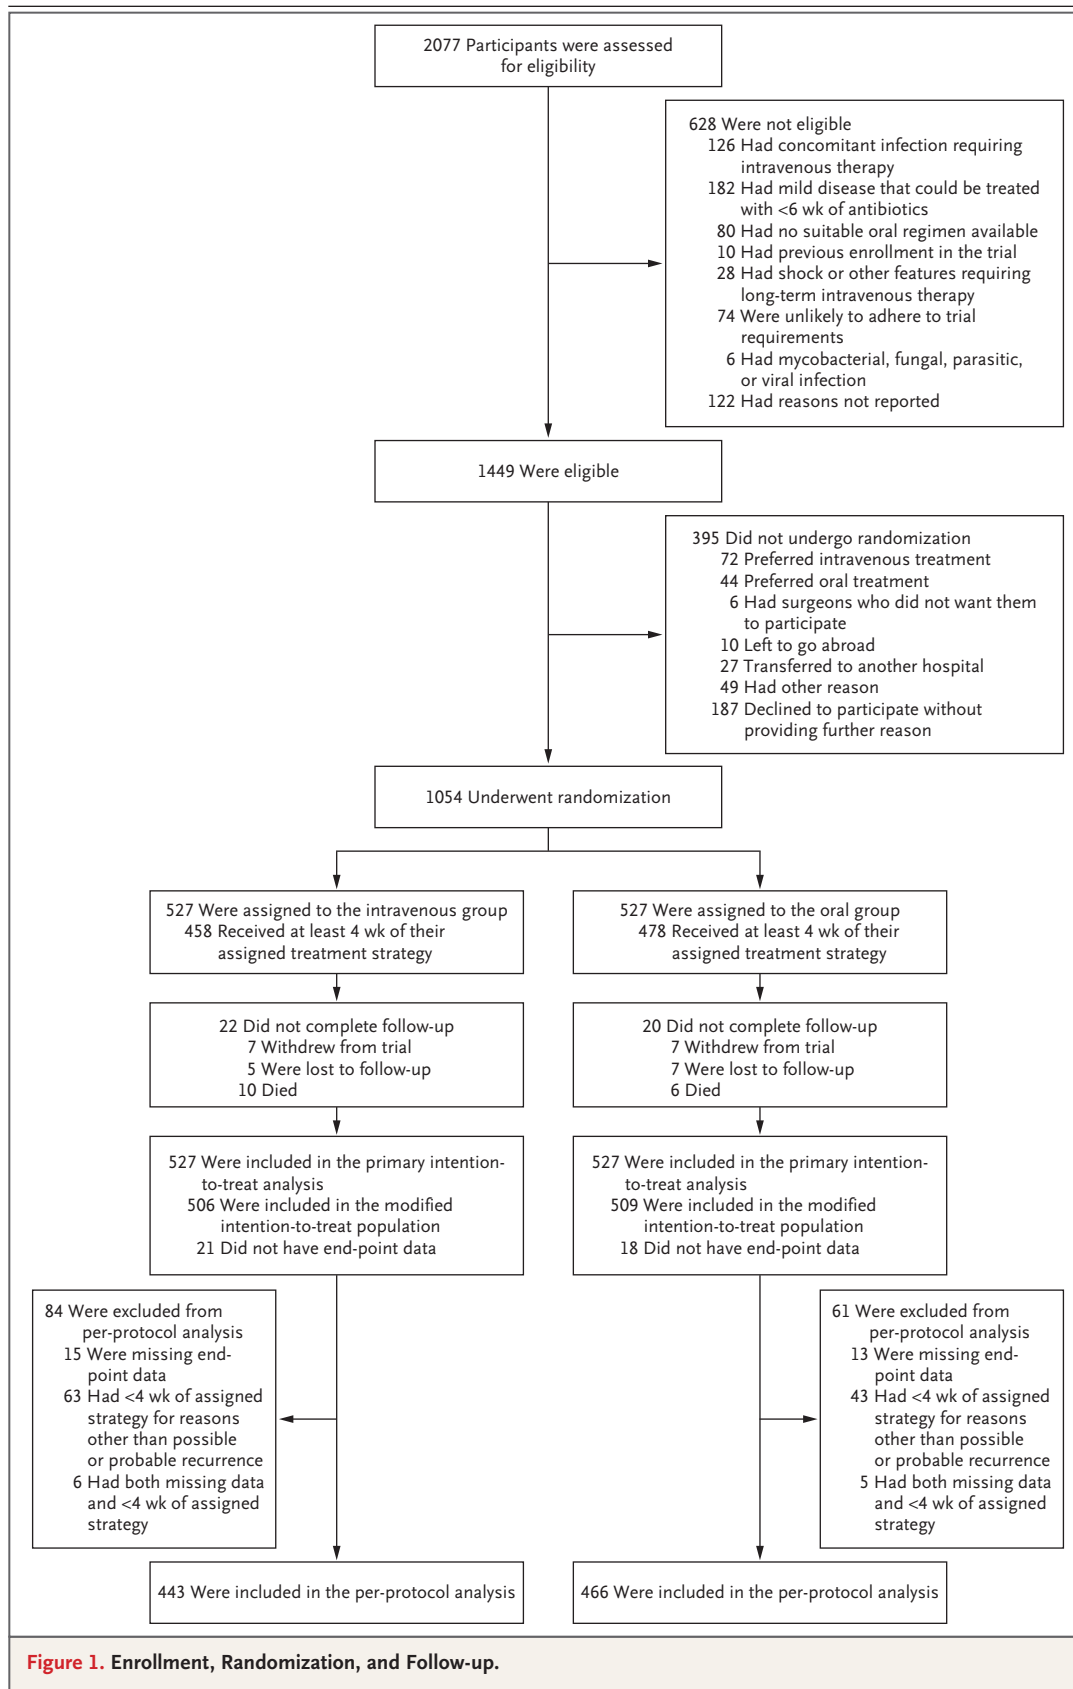 2077 Participants were assessed
for eligibility
628 Were not eligible
126 Had concomitant infection requiring
intravenous therapy
182 Had mild disease that could be treated
with <6 wk of antibiotics
80 Had no suitable oral regimen available
10 Had previous enrollment in the trial
28 Had shock or other features requiring
long-term intravenous therapy
74 Were unlikely to adhere to trial
requirements
6 Had mycobacterial, fungal, parasitic,
or viral infection
122 Had reasons not reported
1449 Were eligible
395 Did not undergo randomization
72 Preferred intravenous treatment
44 Preferred oral treatment
6 Had surgeons who did not want them
to participate
10 Left to go abroad
27 Transferred to another hospital
49 Had other reason
187 Declined to participate without
providing further reason
1054 Underwent randomization
527 Were assigned to the intravenous group
458 Received at least 4 wk of their
assigned treatment strategy
527 Were assigned to the oral group
478 Received at least 4 wk of their
assigned treatment strategy
22 Did not complete follow-up
7 Withdrew from trial
5 Were lost to follow-up
10 Died
20 Did not complete follow-up
7 Withdrew from trial
7 Were lost to follow-up
6 Died
527 Were included in the primary intention-
to-treat analysis
506 Were included in the modified
intention-to-treat population
21 Did not have end-point data
527 Were included in the primary intention-
to-treat analysis
509 Were included in the modified
intention-to-treat population
18 Did not have end-point data
84 Were excluded from
per-protocol analysis
15 Were missing end-
point data
63 Had <4 wk of assigned
strategy for reasons
other than possible
or probable recurrence
6 Had both missing data
and <4 wk of assigned
strategy
61 Were excluded from
per-protocol analysis
13 Were missing end-
point data
43 Had <4 wk of assigned
strategy for reasons
other than possible
or probable recurrence
5 Had both missing data
and <4 wk of assigned
strategy
443 Were included in the per-protocol analysis
466 Were included in the per-protocol analysis
Figure 1. Enrollment, Randomization, and Follow-up.